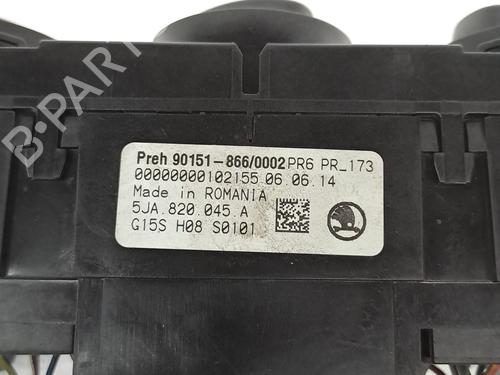 B-PARTS
Preh 90151-866/0002 PR6 PR_173
00000000102155.06.06.14
Made in ROMANIA
5JA.820.045.A
G15S H08 S0101